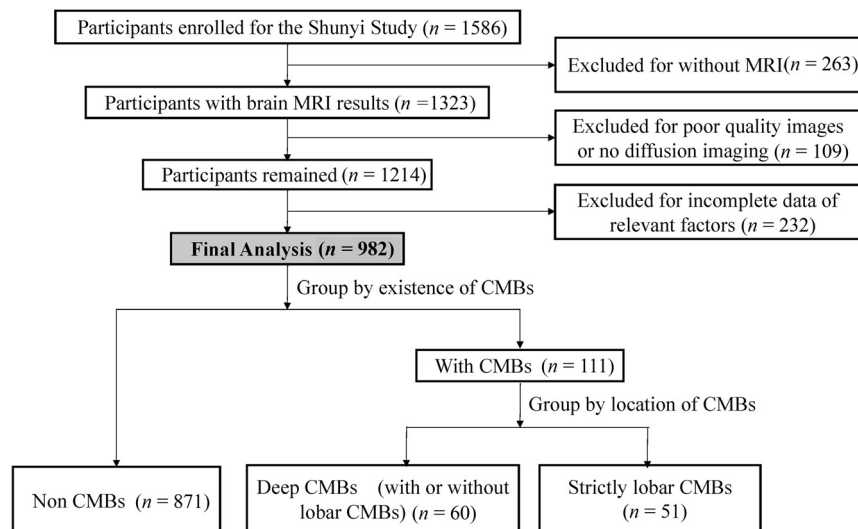 Participants enrolled for the Shunyi Study (n = 1586)
Excluded for without MRI(n = 263)
Participants with brain MRI results (n =1323)
Excluded for poor quality images
or no diffusion imaging (n = 109)
Participants remained (n = 1214)
Excluded for incomplete data of
relevant factors (n = 232)
Final Analysis (n = 982)
Group by existence of CMBs
With CMBs (n = 111)
Group by location of CMBs
Non CMBs (n = 871)
Deep CMBs (with or without
lobar CMBs) (n = 60)
Strictly lobar CMBs
(n = 51)